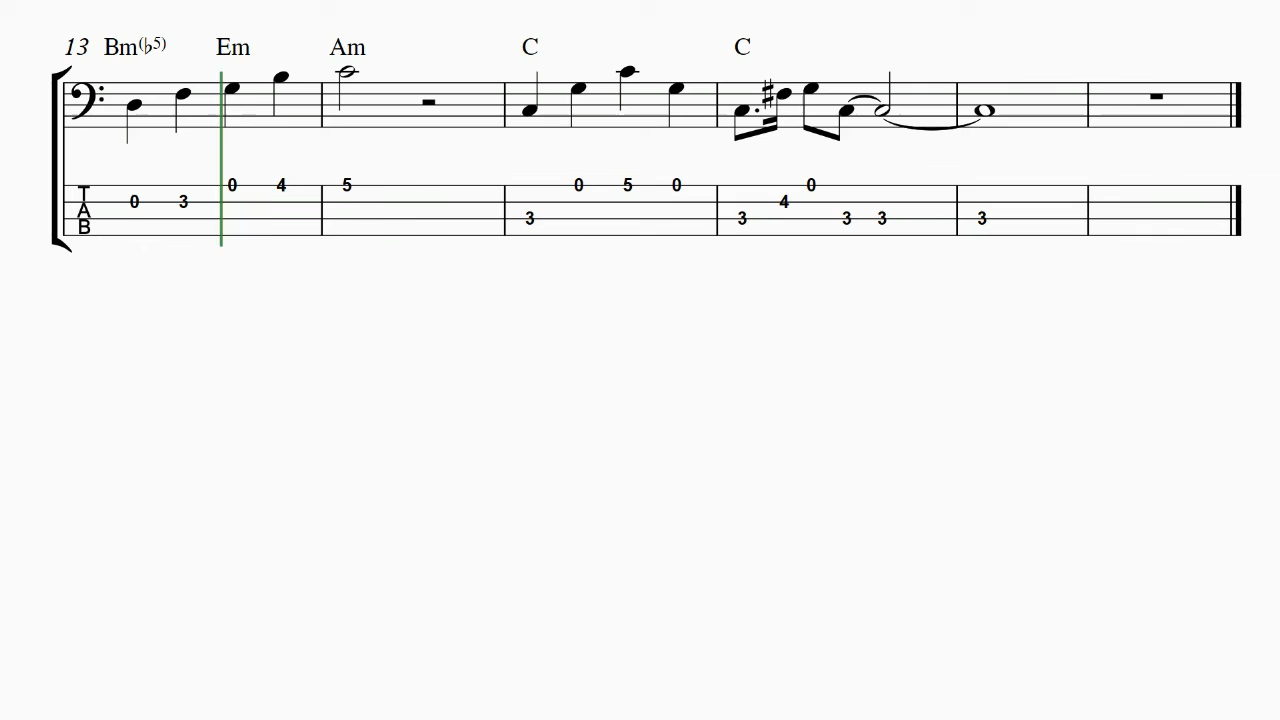 13 Bm(♭5) Em Am C C
0 4 5 0 5 0 0
T 0 3 4
A 3 3 3 3 3
B